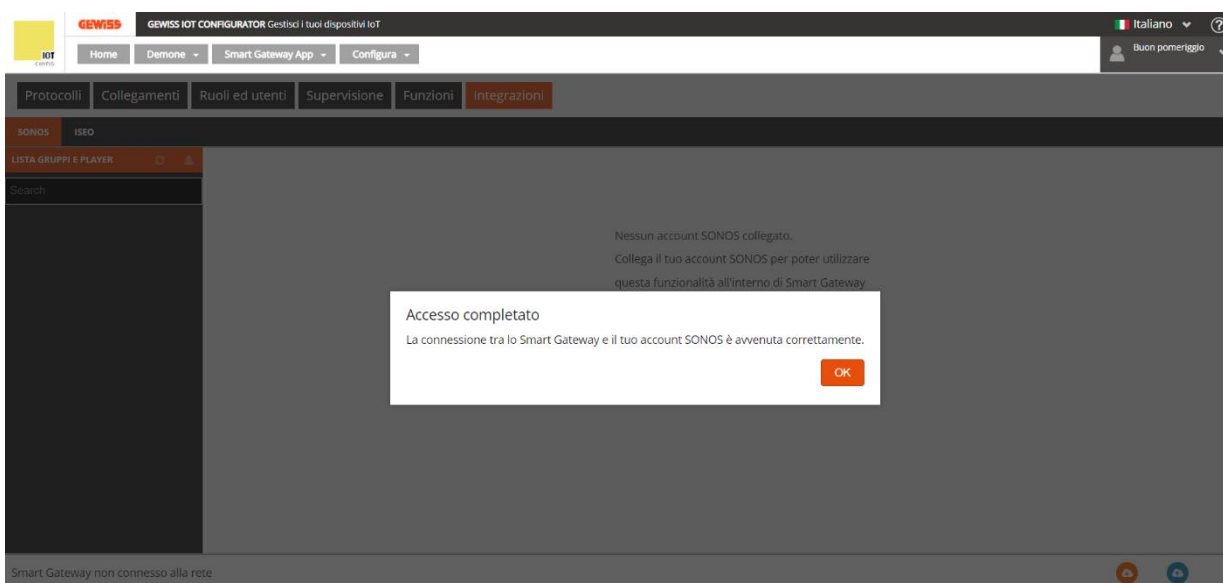 GEWISS
GEWISS IOT CONFIGURATOR Gestisci i tuoi dispositivi IoT
Italiano
IOT
CONFIG
Home
Demone
Smart Gateway App
Configura
Buon pomeriggio
Protocolli
Collegamenti
Ruoli ed utenti
Supervisione
Funzioni
Integrazioni
SONOS
ISEO
LISTA GRUPPI E PLAYER
Search
Nessun account SONOS collegato.
Collega il tuo account SONOS per poter utilizzare
questa funzionalità all'interno di Smart Gateway
Accesso completato
La connessione tra lo Smart Gateway e il tuo account SONOS è avvenuta correttamente.
OK
Smart Gateway non connesso alla rete